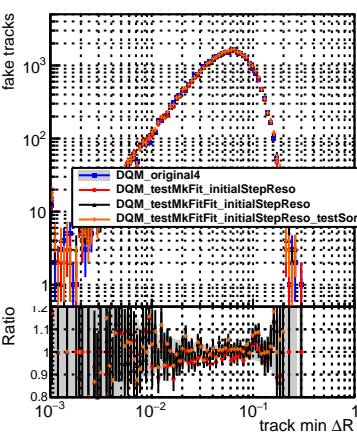 fake tracks
10³
10²
10
1
DQM_original4
DQM_testMkFit_initialStepReso
DQM_testMkFitFit_initialStepReso
DQM_testMkFitFit_initialStepReso_testSor
Ratio
1.2
1.1
1
0.9
0.8
10⁻³
10⁻²
10⁻¹
1
track min ΔR